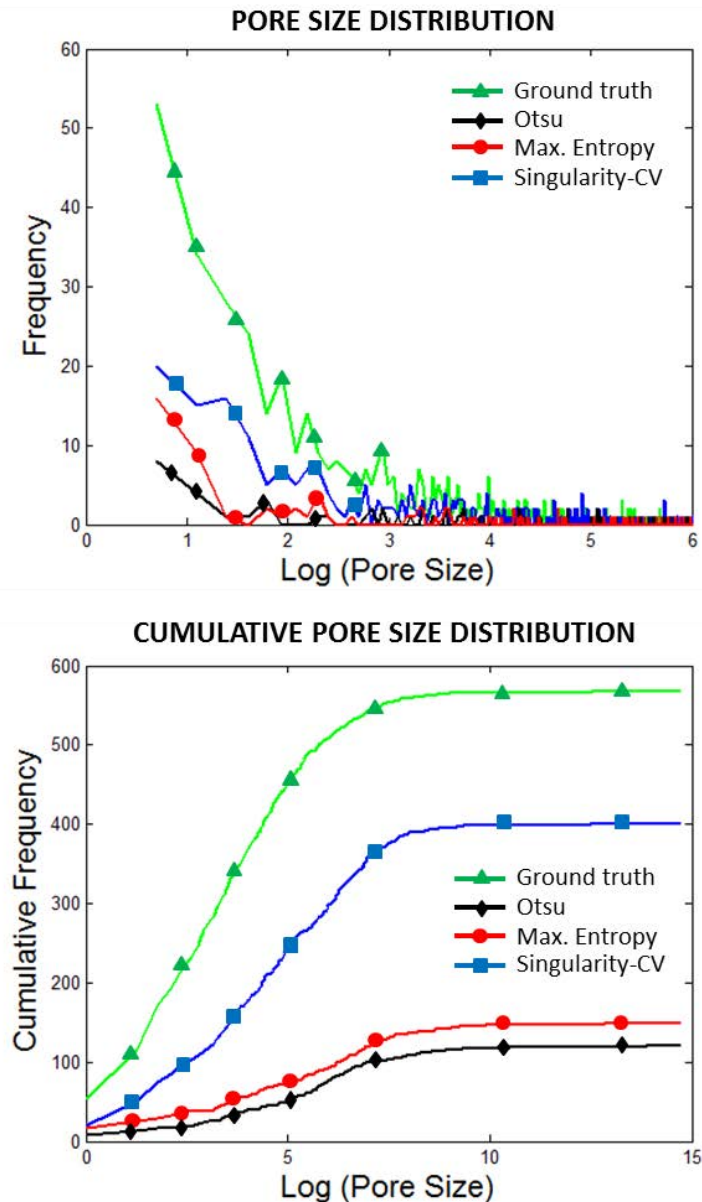 PORE SIZE DISTRIBUTION
60
50
40
30
20
10
0
Frequency
Ground truth
Otsu
Max. Entropy
Singularity-CV
0 1 2 3 4 5 6
Log (Pore Size)
CUMULATIVE PORE SIZE DISTRIBUTION
600
500
400
300
200
100
0
Cumulative Frequency
Ground truth
Otsu
Max. Entropy
Singularity-CV
0 5 10 15
Log (Pore Size)